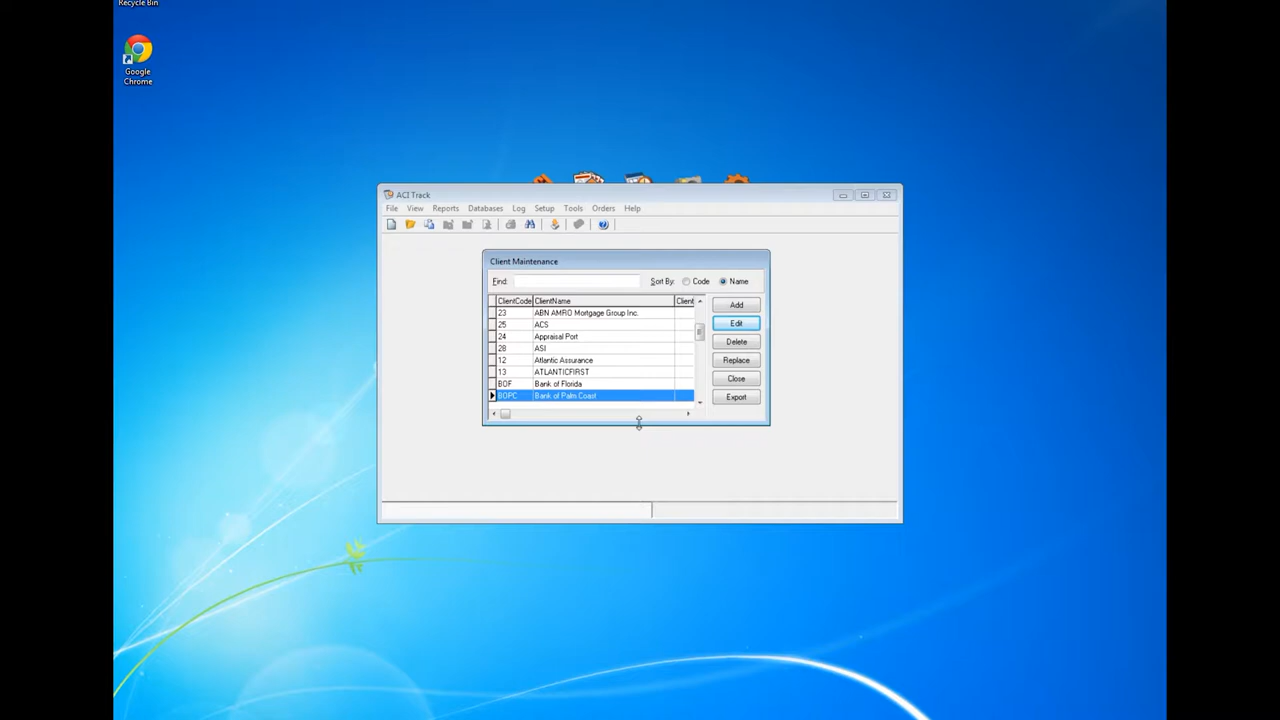 Recycle Bin
Google
Chrome
ACI Track
File View Reports Databases Log Setup Tools Orders Help
Client Maintenance
Find: Sort By: Code Name
ClientCode ClientName Client
23 ABN AMRO Mortgage Group Inc.
25 ACS
24 Appraisal Port
28 ASI
12 Atlantic Assurance
13 ATLANTICFIRST
BOF Bank of Florida
BOPC Bank of Palm Coast
Add
Edit
Delete
Replace
Close
Export